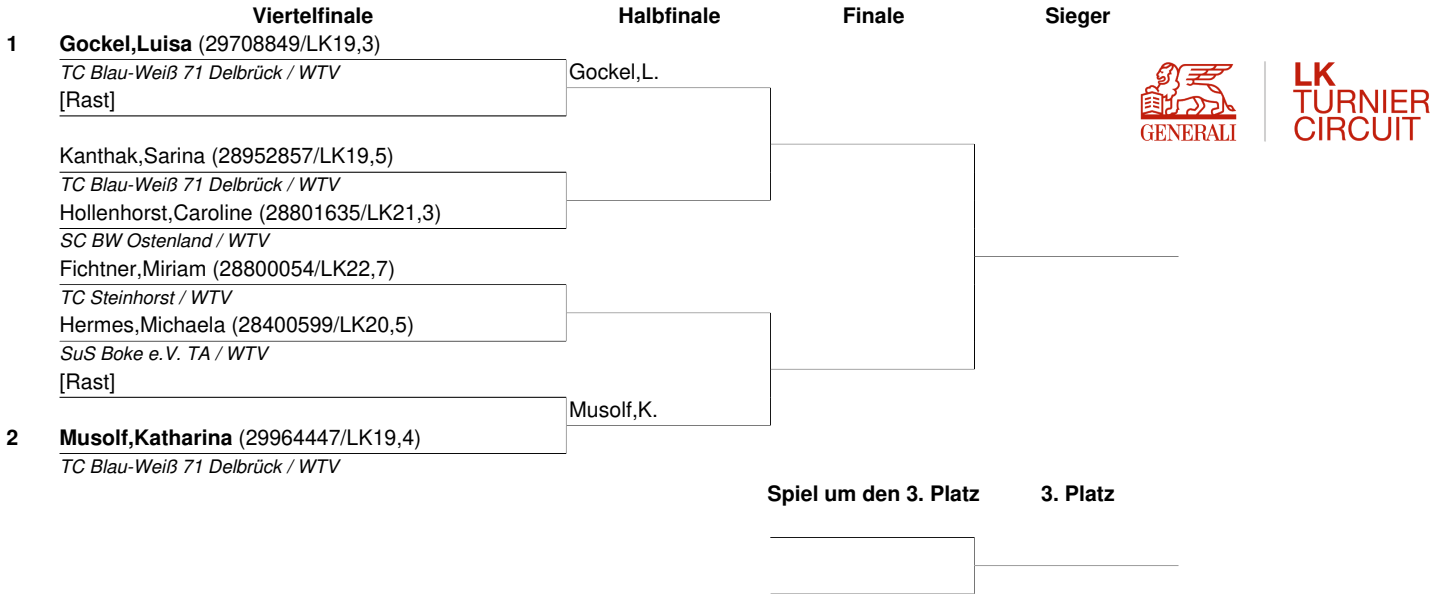 Viertelfinale Halbfinale Finale Sieger
1 Gockel,Luisa (29708849/LK19,3)
TC Blau-Weiß 71 Delbrück / WTV
Gockel,L.
[Rast]
Kanthak,Sarina (28952857/LK19,5)
TC Blau-Weiß 71 Delbrück / WTV
Hollenhorst,Caroline (28801635/LK21,3)
SC BW Ostenland / WTV
Fichtner,Miriam (28800054/LK22,7)
TC Steinhorst / WTV
Hermes,Michaela (28400599/LK20,5)
SuS Boke e.V. TA / WTV
[Rast]
Musolf,K.
2 Musolf,Katharina (29964447/LK19,4)
TC Blau-Weiß 71 Delbrück / WTV
Spiel um den 3. Platz 3. Platz
GENERALI
LK
TURNIER
CIRCUIT